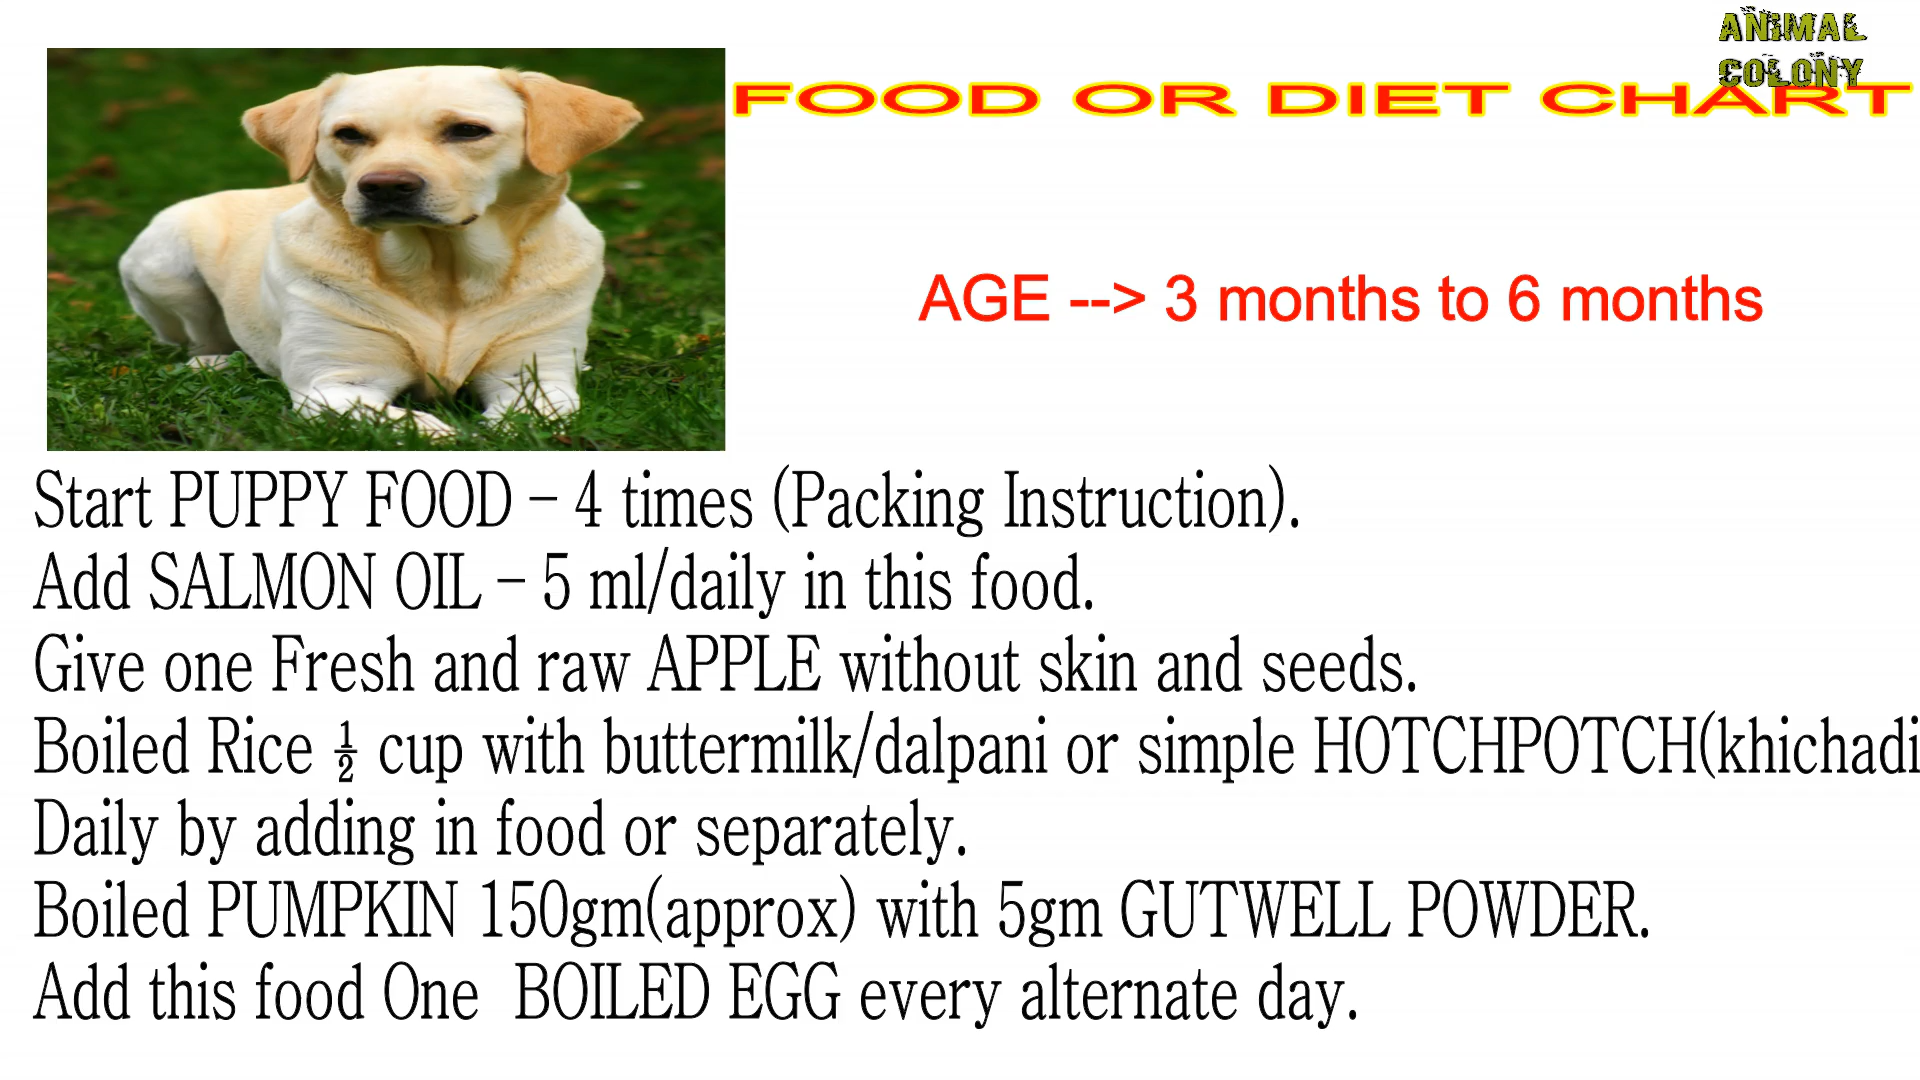 ANIMAL
COLONY
FOOD OR DIET CHART
AGE --> 3 months to 6 months
Start PUPPY FOOD – 4 times (Packing Instruction).
Add SALMON OIL – 5 ml/daily in this food.
Give one Fresh and raw APPLE without skin and seeds.
Boiled Rice ½ cup with buttermilk/dalpani or simple HOTCHPOTCH(khichadi
Daily by adding in food or separately.
Boiled PUMPKIN 150gm(approx) with 5gm GUTWELL POWDER.
Add this food One  BOILED EGG every alternate day.